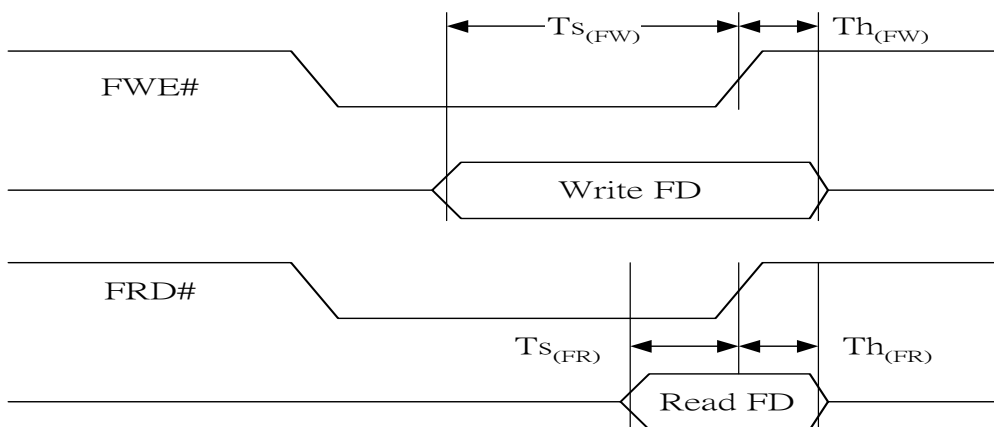 Ts(FW) Th(FW)
FWE#
Write FD
FRD#
Ts(FR) Th(FR)
Read FD